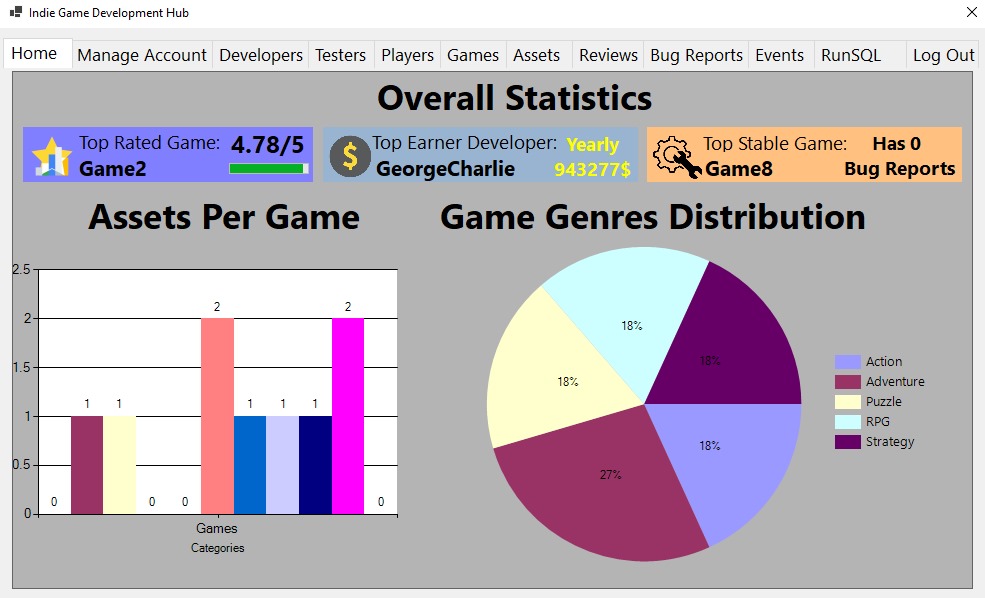 Indie Game Development Hub
Home Manage Account Developers Testers Players Games Assets Reviews Bug Reports Events RunSQL Log Out
Overall Statistics
Top Rated Game: 4.78/5
Game2
Top Earner Developer: Yearly
GeorgeCharlie 943277$
Top Stable Game: Has 0
Game8 Bug Reports
Assets Per Game
2.5
2
1.5
1
0.5
0
0 1 1 0 0 2 1 1 1 2 0
Games
Categories
Game Genres Distribution
18%
18%
18%
27%
18%
Action
Adventure
Puzzle
RPG
Strategy